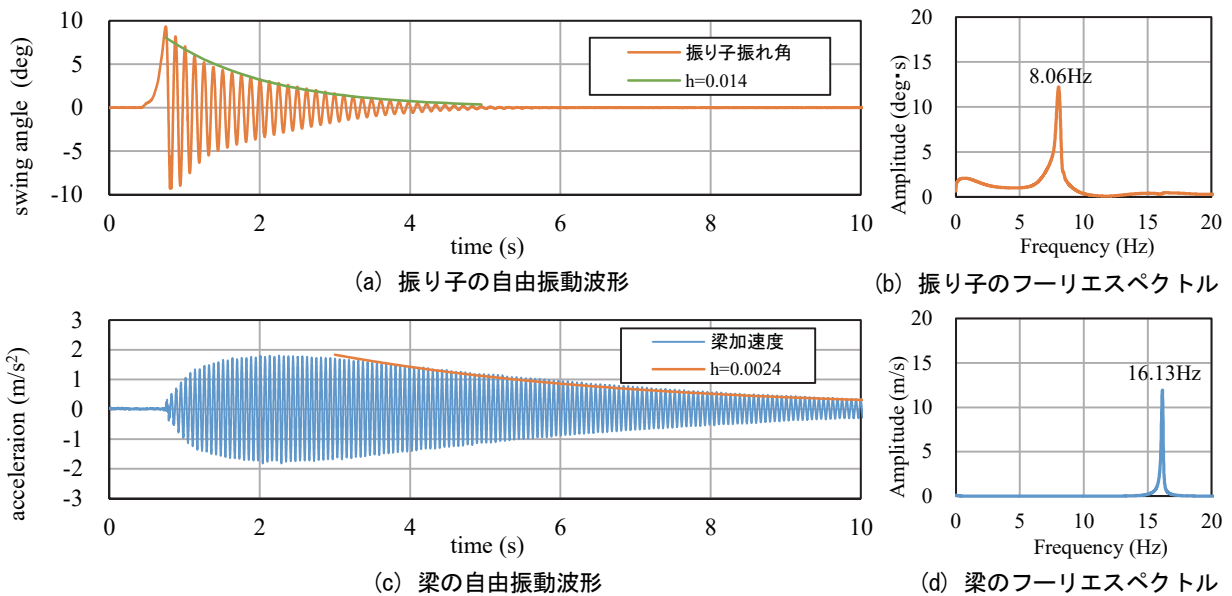 10
5
0
-5
-10
swing angle (deg)
振り子振れ角
h=0.014
0 2 4 6 8 10
time (s)
(a) 振り子の自由振動波形
20
15
10
5
0
Amplitude (deg•s)
8.06Hz
0 5 10 15 20
Frequency (Hz)
(b) 振り子のフーリエスペクトル
3
2
1
0
-1
-2
-3
acceleraion (m/s²)
梁加速度
h=0.0024
0 2 4 6 8 10
time (s)
(c) 梁の自由振動波形
20
15
10
5
0
Amplitude (m/s)
16.13Hz
0 5 10 15 20
Frequency (Hz)
(d) 梁のフーリエスペクトル